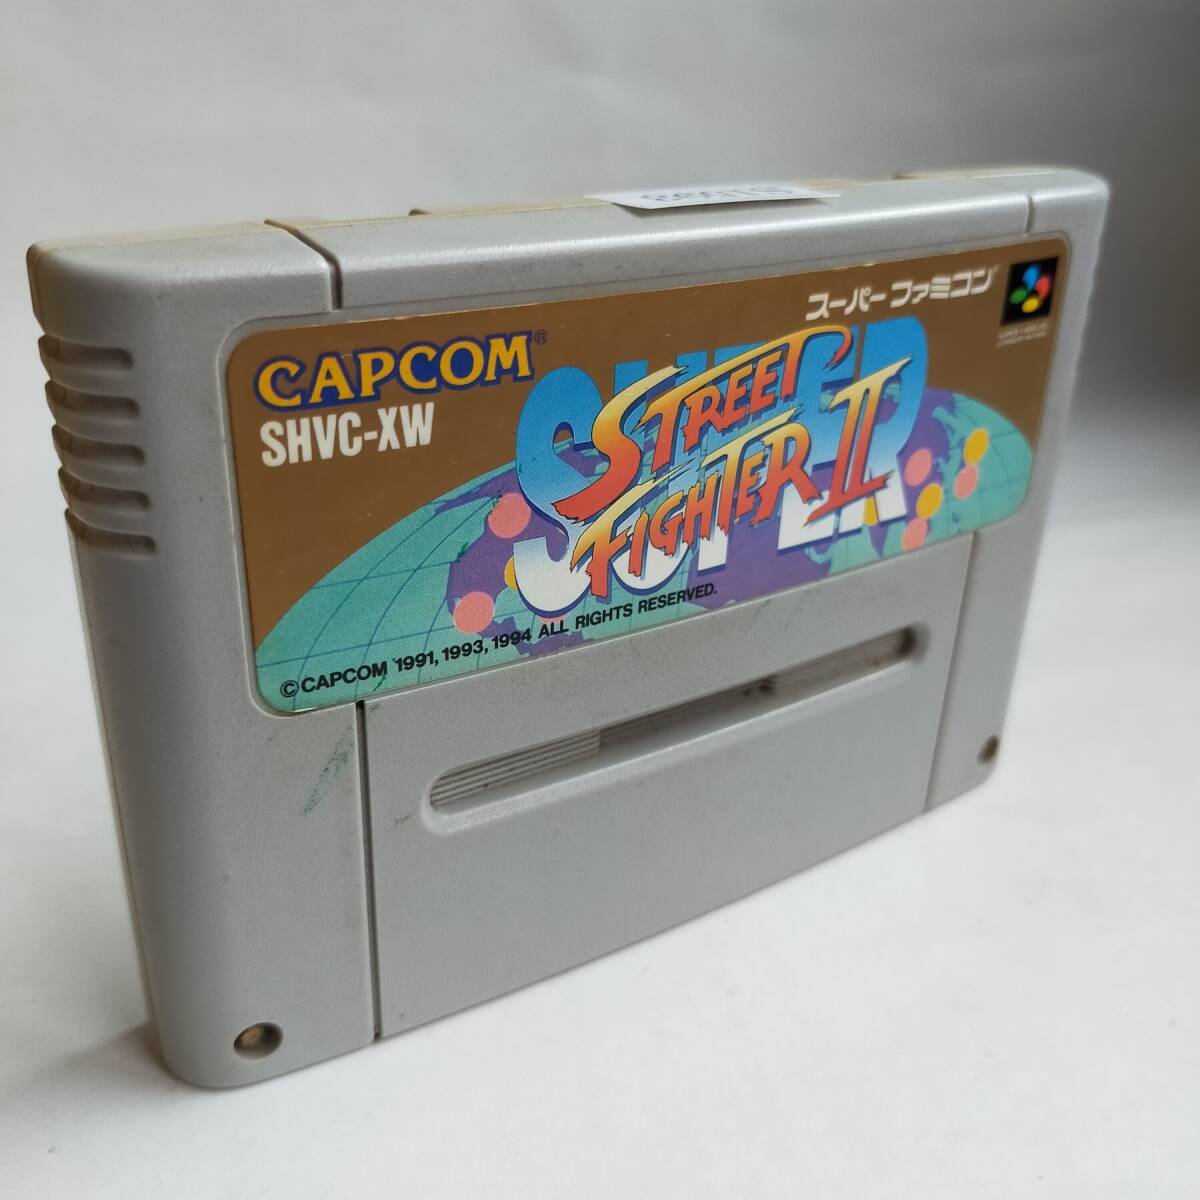 スーパーファミコン
CAPCOM®
SHVC-XW
SUPER
STREET
FIGHTER II
©CAPCOM 1991, 1993, 1994 ALL RIGHTS RESERVED.